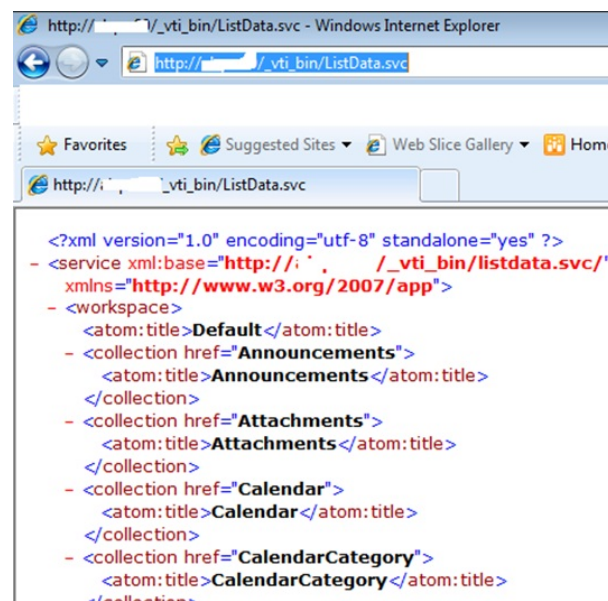 http://    /_vti_bin/ListData.svc - Windows Internet Explorer
http://    /_vti_bin/ListData.svc
Favorites Suggested Sites ▼ Web Slice Gallery ▼ Home
http://    _vti_bin/ListData.svc
<?xml version="1.0" encoding="utf-8" standalone="yes" ?>
- <service xml:base="http://    /_vti_bin/listdata.svc/"
xmlns="http://www.w3.org/2007/app">
- <workspace>
<atom:title>Default</atom:title>
- <collection href="Announcements">
<atom:title>Announcements</atom:title>
</collection>
- <collection href="Attachments">
<atom:title>Attachments</atom:title>
</collection>
- <collection href="Calendar">
<atom:title>Calendar</atom:title>
</collection>
- <collection href="CalendarCategory">
<atom:title>CalendarCategory</atom:title>
</collection>